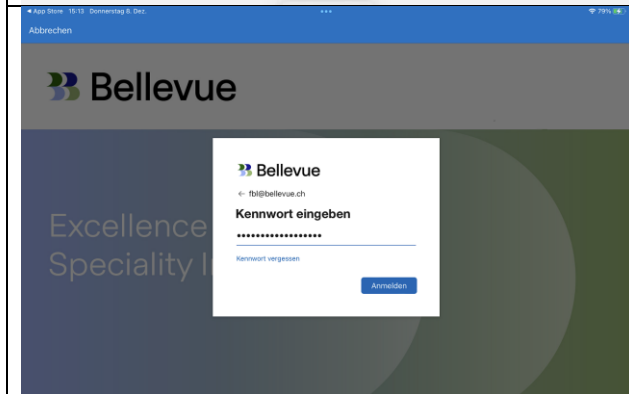 App Store 15:13 Donnerstag 8. Dez.
79%
Abbrechen
Bellevue
Bellevue
← fbl@bellevue.ch
Kennwort eingeben
••••••••••••••••••
Kennwort vergessen
Anmelden
Excellence
Speciality